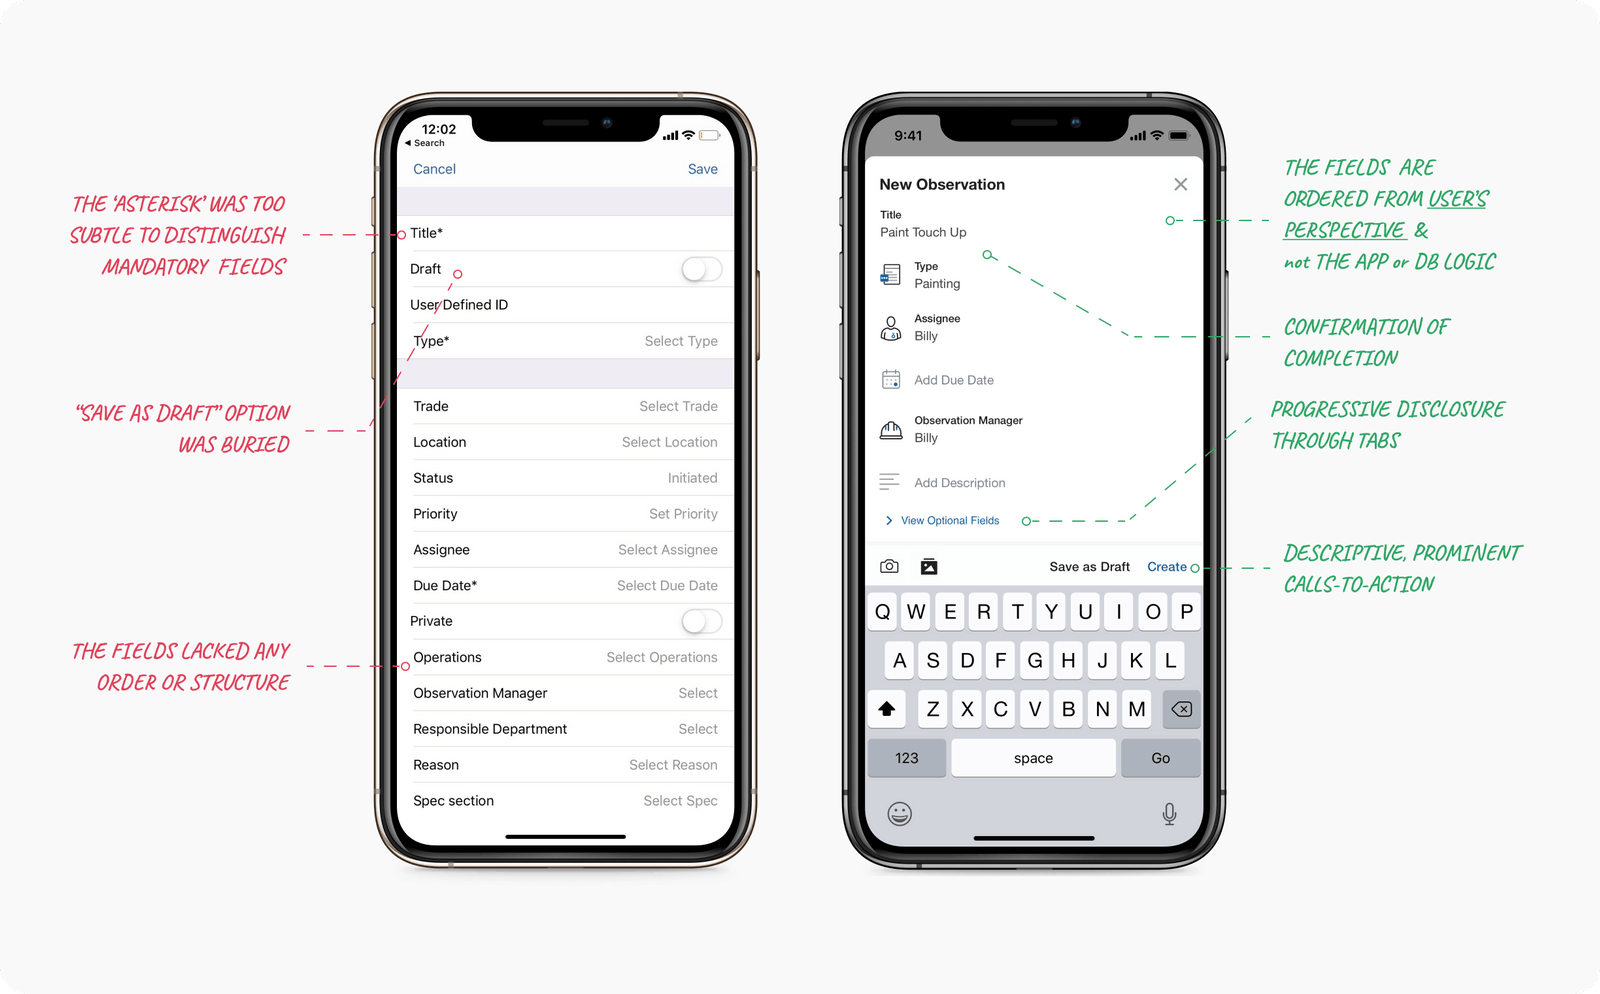 THE 'ASTERISK' WAS TOO
SUBTLE TO DISTINGUISH
MANDATORY FIELDS
"SAVE AS DRAFT" OPTION
WAS BURIED
THE FIELDS LACKED ANY
ORDER OR STRUCTURE
12:02
◀ Search
Cancel Save
Title*
Draft
User Defined ID
Type* Select Type
Trade Select Trade
Location Select Location
Status Initiated
Priority Set Priority
Assignee Select Assignee
Due Date* Select Due Date
Private
Operations Select Operations
Observation Manager Select
Responsible Department Select
Reason Select Reason
Spec section Select Spec
9:41
New Observation
Title
Paint Touch Up
Type
Painting
Assignee
Billy
Add Due Date
Observation Manager
Billy
Add Description
View Optional Fields
Save as Draft Create
Q W E R T Y U I O P
A S D F G H J K L
Z X C V B N M
123 space Go
THE FIELDS ARE
ORDERED FROM USER'S
PERSPECTIVE &
not THE APP or DB LOGIC
CONFIRMATION OF
COMPLETION
PROGRESSIVE DISCLOSURE
THROUGH TABS
DESCRIPTIVE, PROMINENT
CALLS-TO-ACTION